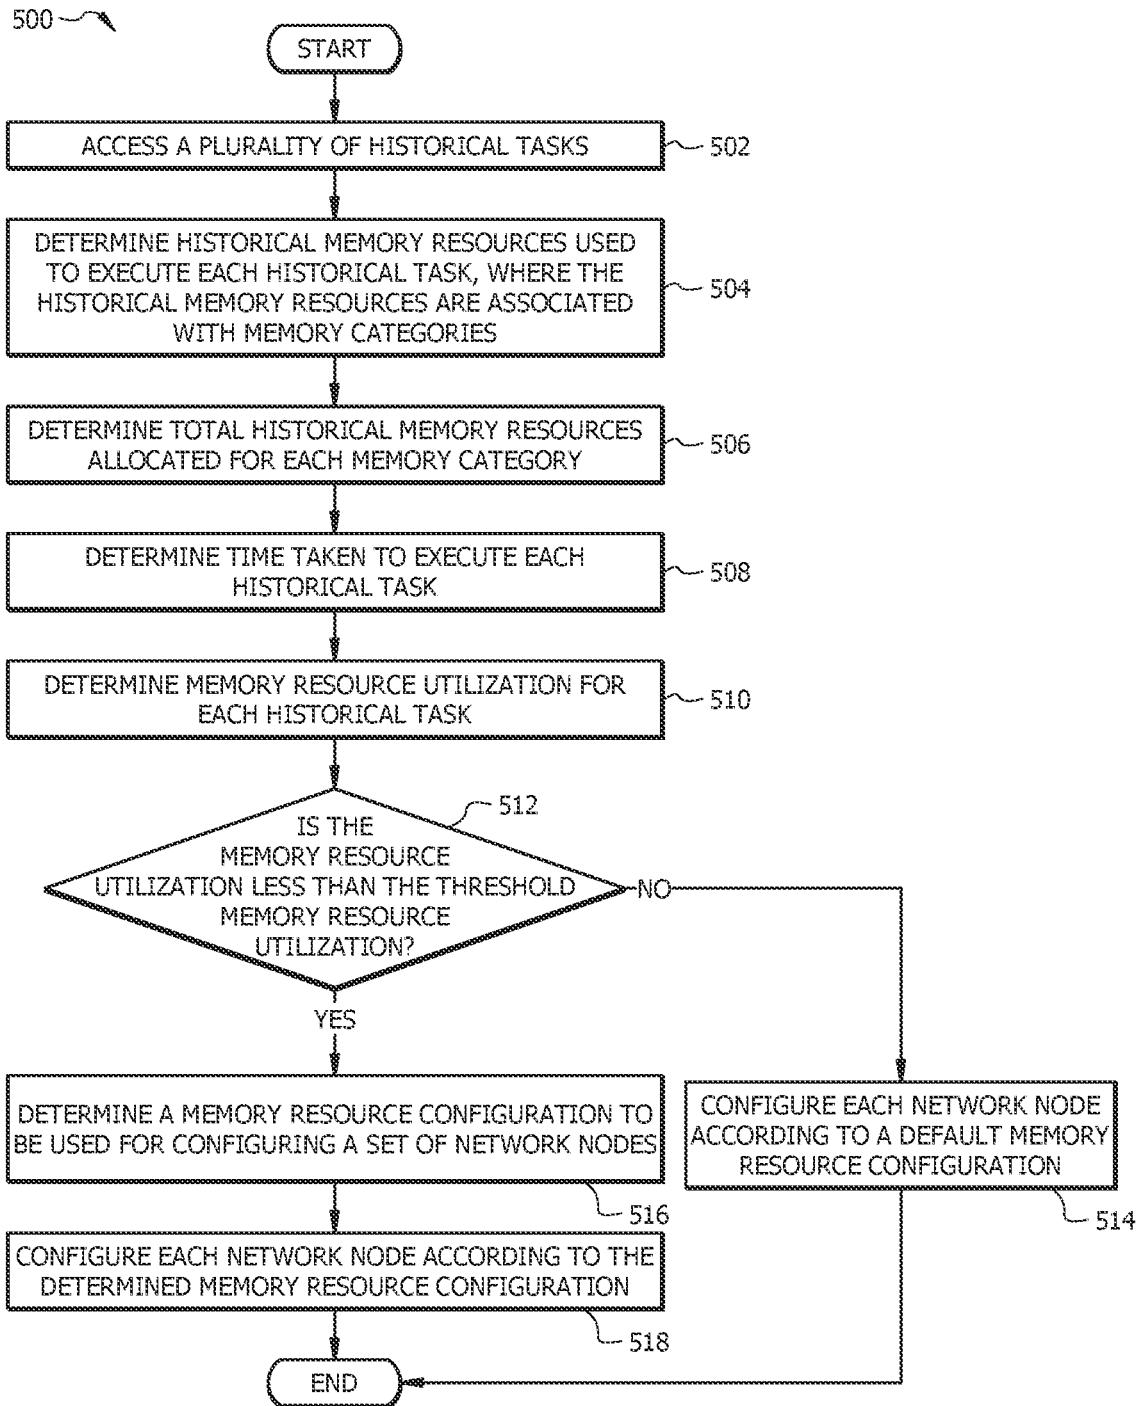 500
START
ACCESS A PLURALITY OF HISTORICAL TASKS
502
DETERMINE HISTORICAL MEMORY RESOURCES USED
TO EXECUTE EACH HISTORICAL TASK, WHERE THE
HISTORICAL MEMORY RESOURCES ARE ASSOCIATED
WITH MEMORY CATEGORIES
504
DETERMINE TOTAL HISTORICAL MEMORY RESOURCES
ALLOCATED FOR EACH MEMORY CATEGORY
506
DETERMINE TIME TAKEN TO EXECUTE EACH
HISTORICAL TASK
508
DETERMINE MEMORY RESOURCE UTILIZATION FOR
EACH HISTORICAL TASK
510
512
IS THE
MEMORY RESOURCE
UTILIZATION LESS THAN THE THRESHOLD
MEMORY RESOURCE
UTILIZATION?
NO
YES
DETERMINE A MEMORY RESOURCE CONFIGURATION TO
BE USED FOR CONFIGURING A SET OF NETWORK NODES
516
CONFIGURE EACH NETWORK NODE
ACCORDING TO A DEFAULT MEMORY
RESOURCE CONFIGURATION
514
CONFIGURE EACH NETWORK NODE ACCORDING TO THE
DETERMINED MEMORY RESOURCE CONFIGURATION
518
END